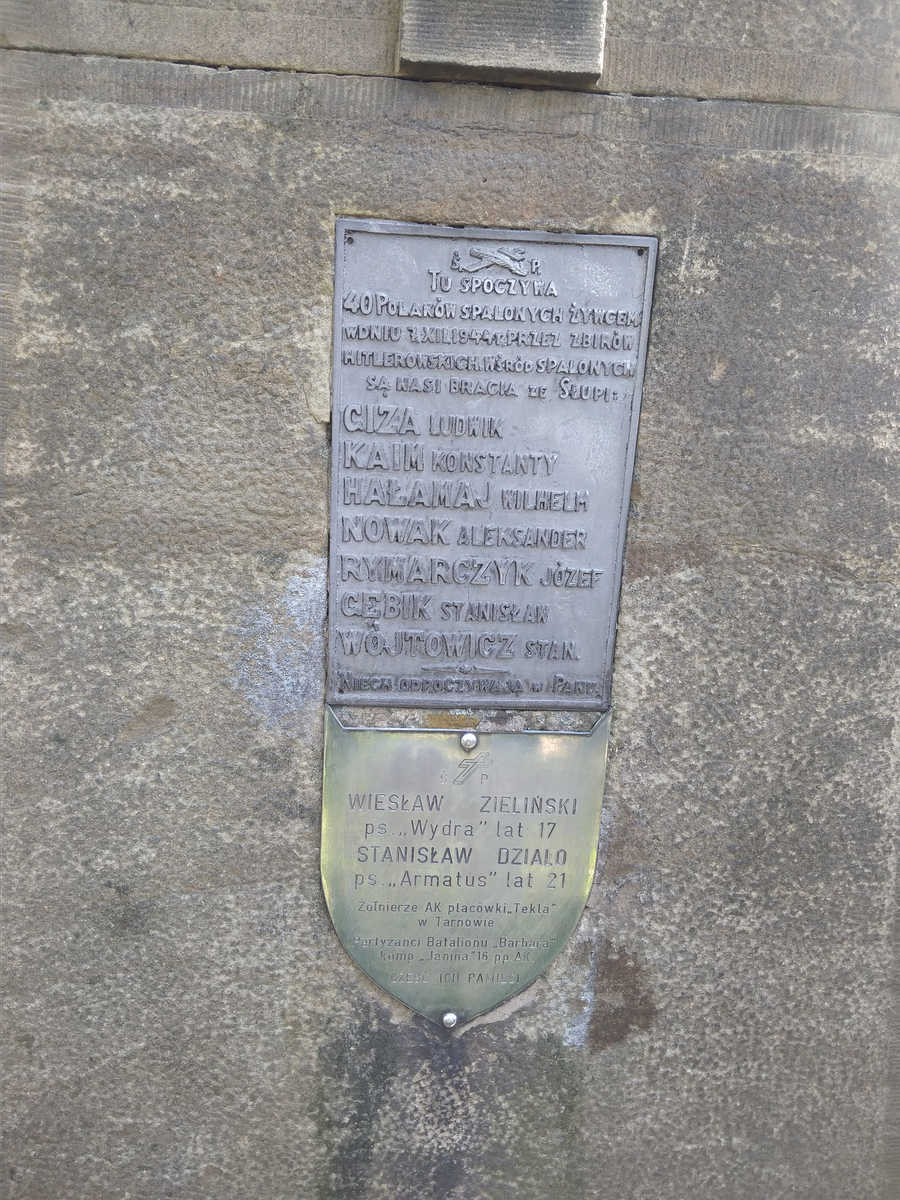 Ś. P.
TU SPOCZYWA
40 POLAKÓW SPALONYCH ŻYWCEM
W DNIU 7.XII.1944 r. PRZEZ ZBIRÓW
HITLEROWSKICH. WŚRÓD SPALONYCH
SĄ NASI BRACIA ZE SŁUPI:
GIZA LUDWIK
KAIM KONSTANTY
HAŁAMAJ WILHELM
NOWAK ALEKSANDER
RYMARCZYK JÓZEF
GĘBIK STANISŁAW
WÓJTOWICZ STAN.
NIECH ODPOCZYWAJĄ W PANU
Ś P
WIESŁAW ZIELIŃSKI
ps. „Wydra" lat 17
STANISŁAW DZIAŁO
ps. „Armatus" lat 21
Żołnierze AK placówki „Tekla"
w Tarnowie
Partyzanci Batalionu „Barbara"
komp. „Janina" 16 pp AK
CZEŚĆ ICH PAMIĘCI